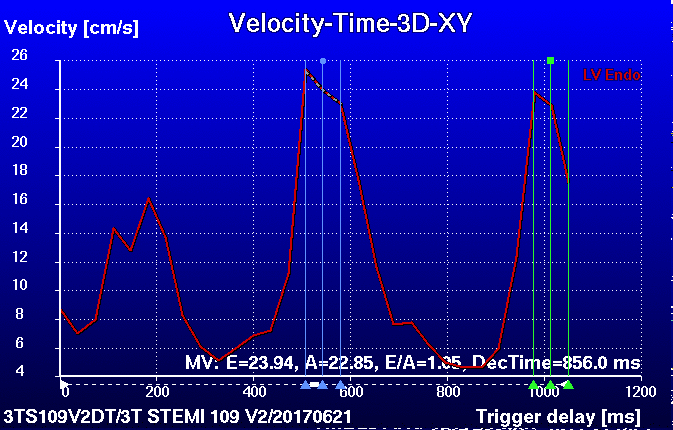 Velocity-Time-3D-XY
Velocity [cm/s]
26
LV Endo
24
22
20
18
16
14
12
10
8
6
MV: E=23.94, A=22.85, E/A=1.05, DecTime=856.0 ms
4
0 200 400 600 800 1000 1200
3TS109V2DT/3T STEMI 109 V2/20170621 Trigger delay [ms]